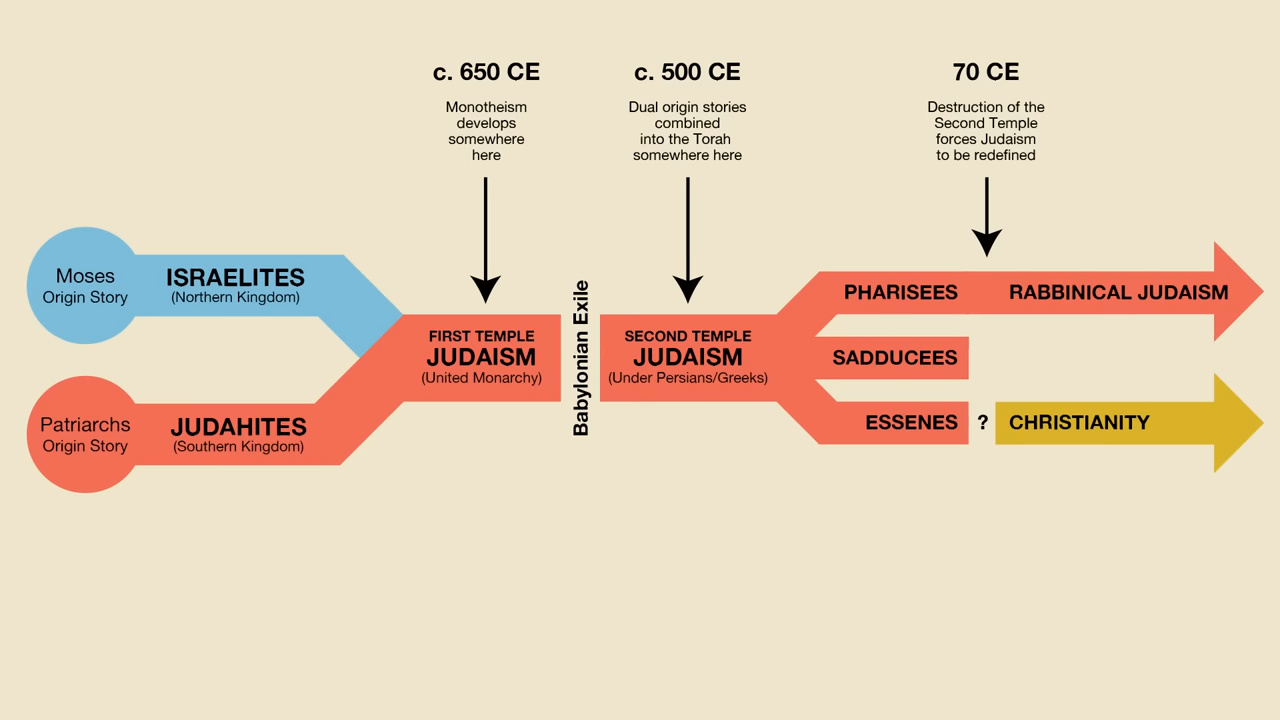 c. 650 CE
Monotheism
develops
somewhere
here
c. 500 CE
Dual origin stories
combined
into the Torah
somewhere here
70 CE
Destruction of the
Second Temple
forces Judaism
to be redefined
Moses
Origin Story
ISRAELITES
(Northern Kingdom)
Patriarchs
Origin Story
JUDAHITES
(Southern Kingdom)
FIRST TEMPLE
JUDAISM
(United Monarchy)
Babylonian Exile
SECOND TEMPLE
JUDAISM
(Under Persians/Greeks)
PHARISEES
RABBINICAL JUDAISM
SADDUCEES
ESSENES
?
CHRISTIANITY